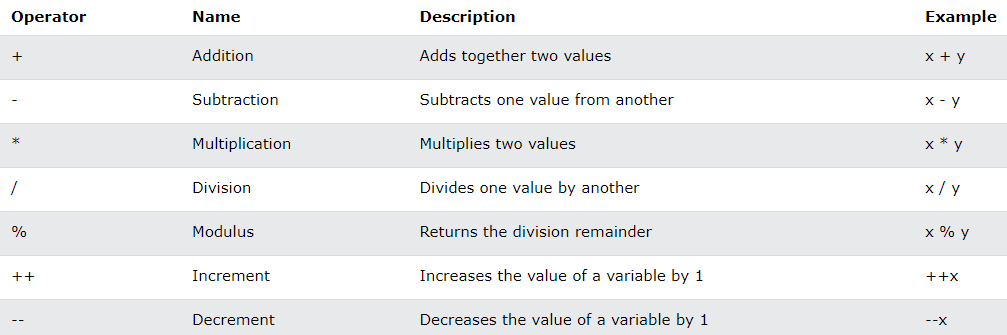 Operator Name Description Example
+ Addition Adds together two values x + y
- Subtraction Subtracts one value from another x - y
* Multiplication Multiplies two values x * y
/ Division Divides one value by another x / y
% Modulus Returns the division remainder x % y
++ Increment Increases the value of a variable by 1 ++x
-- Decrement Decreases the value of a variable by 1 --x